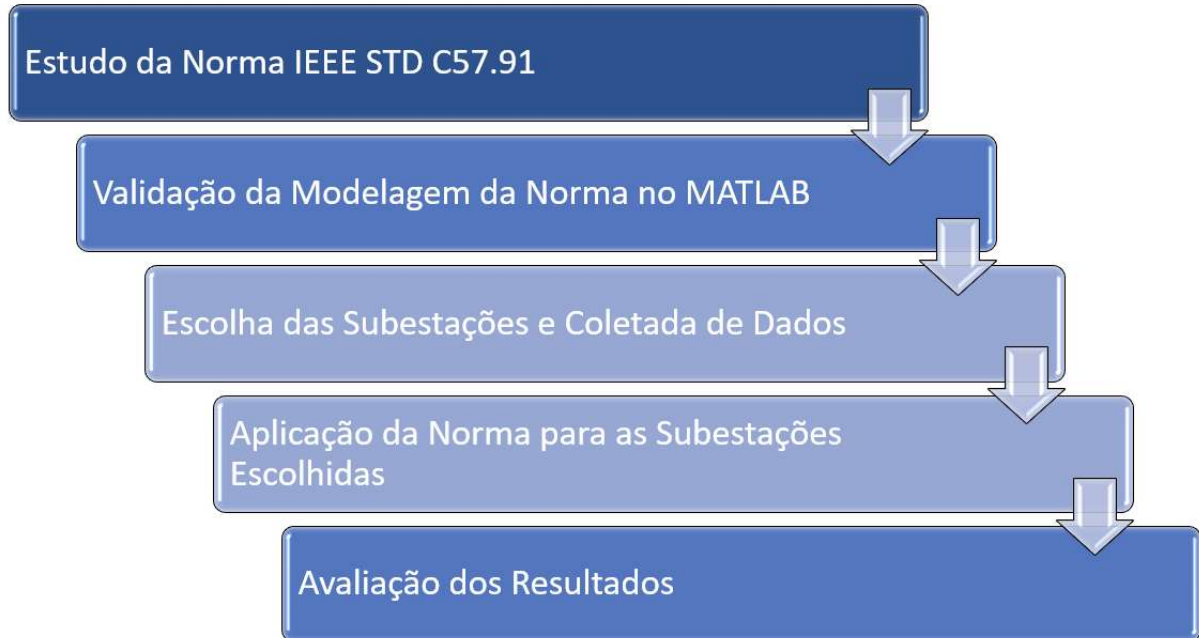 Estudo da Norma IEEE STD C57.91
Validação da Modelagem da Norma no MATLAB
Escolha das Subestações e Coletada de Dados
Aplicação da Norma para as Subestações
Escolhidas
Avaliação dos Resultados